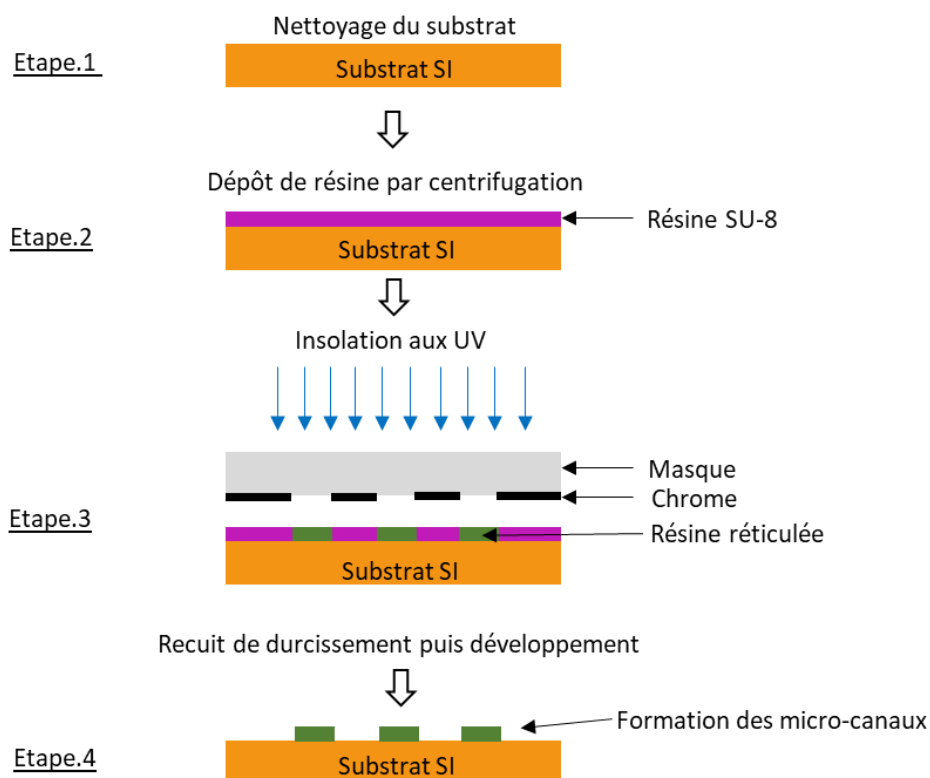 Nettoyage du substrat
Etape.1
Substrat SI
Dépôt de résine par centrifugation
Résine SU-8
Etape.2
Substrat SI
Insolation aux UV
Masque
Chrome
Etape.3
Résine réticulée
Substrat SI
Recuit de durcissement puis développement
Formation des micro-canaux
Etape.4
Substrat SI